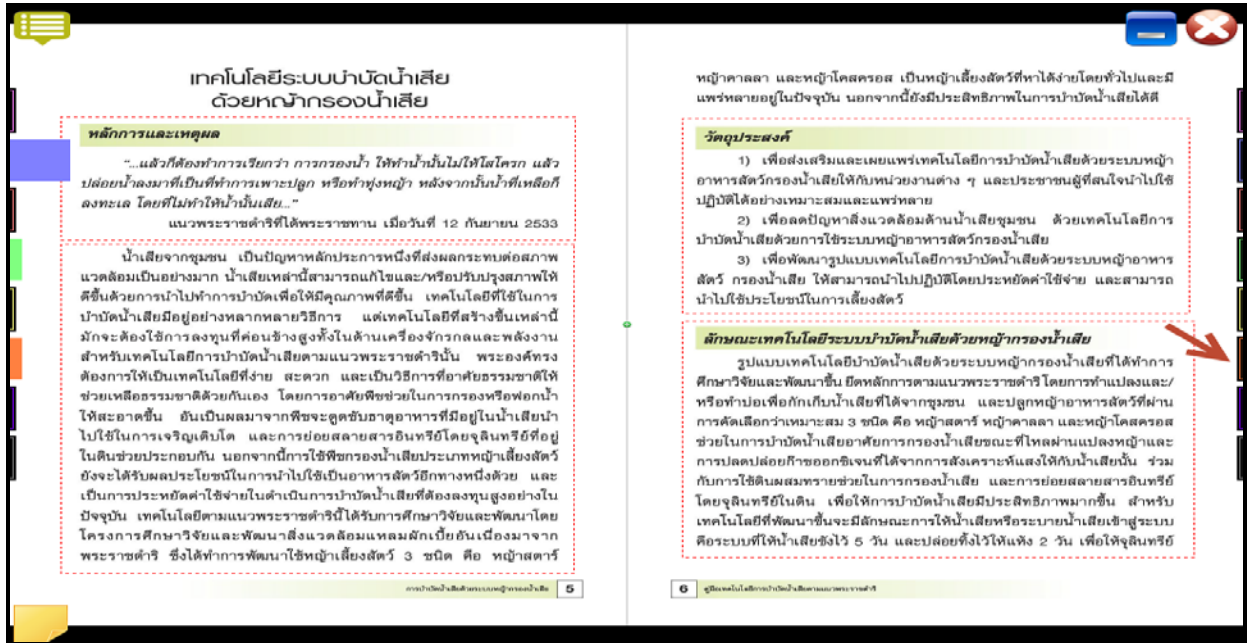 เทคโนโลยีระบบบำบัดน้ำเสีย
ด้วยหญ้ากรองน้ำเสีย
หลักการและเหตุผล
"...แล้วก็ต้องทำการเรียกว่า การกรองน้ำ ให้ทำน้ำนั้นไม่ให้โสโครก แล้ว
ปล่อยน้ำลงมาที่เป็นที่ทำการเพาะปลูก หรือทำทุ่งหญ้า หลังจากนั้นน้ำที่เหลือก็
ลงทะเล โดยที่ไม่ทำให้น้ำนั้นเสีย..."
แนวพระราชดำริที่ได้พระราชทาน เมื่อวันที่ 12 กันยายน 2533
น้ำเสียจากชุมชน เป็นปัญหาหลักประการหนึ่งที่ส่งผลกระทบต่อสภาพ
แวดล้อมเป็นอย่างมาก น้ำเสียเหล่านี้สามารถแก้ไขและ/หรือปรับปรุงสภาพให้
ดีขึ้นด้วยการนำไปทำการบำบัดเพื่อให้มีคุณภาพที่ดีขึ้น เทคโนโลยีที่ใช้ในการ
บำบัดน้ำเสียมีอยู่อย่างหลากหลายวิธีการ แต่เทคโนโลยีที่สร้างขึ้นเหล่านี้
มักจะต้องใช้การลงทุนที่ค่อนข้างสูงทั้งในด้านเครื่องจักรกลและพลังงาน
สำหรับเทคโนโลยีการบำบัดน้ำเสียตามแนวพระราชดำรินั้น พระองค์ทรง
ต้องการให้เป็นเทคโนโลยีที่ง่าย สะดวก และเป็นวิธีการที่อาศัยธรรมชาติให้
ช่วยเหลือธรรมชาติด้วยกันเอง โดยการอาศัยพืชช่วยในการกรองหรือฟอกน้ำ
ให้สะอาดขึ้น อันเป็นผลมาจากพืชจะดูดซับธาตุอาหารที่มีอยู่ในน้ำเสียนำ
ไปใช้ในการเจริญเติบโต และการย่อยสลายสารอินทรีย์โดยจุลินทรีย์ที่อยู่
ในดินช่วยประกอบกัน นอกจากนี้การใช้พืชกรองน้ำเสียประเภทหญ้าเลี้ยงสัตว์
ยังจะได้รับผลประโยชน์ในการนำไปใช้เป็นอาหารสัตว์อีกทางหนึ่งด้วย และ
เป็นการประหยัดค่าใช้จ่ายในดำเนินการบำบัดน้ำเสียที่ต้องลงทุนสูงอย่างใน
ปัจจุบัน เทคโนโลยีตามแนวพระราชดำรินี้ได้รับการศึกษาวิจัยและพัฒนาโดย
โครงการศึกษาวิจัยและพัฒนาสิ่งแวดล้อมแหลมผักเบี้ยอันเนื่องมาจาก
พระราชดำริ ซึ่งได้ทำการพัฒนาใช้หญ้าเลี้ยงสัตว์ 3 ชนิด คือ หญ้าสตาร์
การบำบัดน้ำเสียด้วยระบบหญ้ากรองน้ำเสีย 5
หญ้าคาลลา และหญ้าโคสครอส เป็นหญ้าเลี้ยงสัตว์ที่หาได้ง่ายโดยทั่วไปและมี
แพร่หลายอยู่ในปัจจุบัน นอกจากนี้ยังมีประสิทธิภาพในการบำบัดน้ำเสียได้ดี
วัตถุประสงค์
1) เพื่อส่งเสริมและเผยแพร่เทคโนโลยีการบำบัดน้ำเสียด้วยระบบหญ้า
อาหารสัตว์กรองน้ำเสียให้กับหน่วยงานต่าง ๆ และประชาชนผู้ที่สนใจนำไปใช้
ปฏิบัติได้อย่างเหมาะสมและแพร่หลาย
2) เพื่อลดปัญหาสิ่งแวดล้อมด้านน้ำเสียชุมชน ด้วยเทคโนโลยีการ
บำบัดน้ำเสียด้วยการใช้ระบบหญ้าอาหารสัตว์กรองน้ำเสีย
3) เพื่อพัฒนารูปแบบเทคโนโลยีการบำบัดน้ำเสียด้วยระบบหญ้าอาหาร
สัตว์ กรองน้ำเสีย ให้สามารถนำไปปฏิบัติโดยประหยัดค่าใช้จ่าย และสามารถ
นำไปใช้ประโยชน์ในการเลี้ยงสัตว์
ลักษณะเทคโนโลยีระบบบำบัดน้ำเสียด้วยหญ้ากรองน้ำเสีย
รูปแบบเทคโนโลยีบำบัดน้ำเสียด้วยระบบหญ้ากรองน้ำเสียที่ได้ทำการ
ศึกษาวิจัยและพัฒนาขึ้น ยึดหลักการตามแนวพระราชดำริ โดยการทำแปลงและ/
หรือทำบ่อเพื่อกักเก็บน้ำเสียที่ได้จากชุมชน และปลูกหญ้าอาหารสัตว์ที่ผ่าน
การคัดเลือกว่าเหมาะสม 3 ชนิด คือ หญ้าสตาร์ หญ้าคาลลา และหญ้าโคสครอส
ช่วยในการบำบัดน้ำเสียอาศัยการกรองน้ำเสียขณะที่ไหลผ่านแปลงหญ้าและ
การปลดปล่อยก๊าซออกซิเจนที่ได้จากการสังเคราะห์แสงให้กับน้ำเสียนั้น ร่วม
กับการใช้ดินผสมทรายช่วยในการกรองน้ำเสีย และการย่อยสลายสารอินทรีย์
โดยจุลินทรีย์ในดิน เพื่อให้การบำบัดน้ำเสียมีประสิทธิภาพมากขึ้น สำหรับ
เทคโนโลยีที่พัฒนาขึ้นจะมีลักษณะการให้น้ำเสียหรือระบายน้ำเสียเข้าสู่ระบบ
คือระบบที่ให้น้ำเสียขังไว้ 5 วัน และปล่อยทิ้งไว้ให้แห้ง 2 วัน เพื่อให้จุลินทรีย์
6 คู่มือเทคโนโลยีการบำบัดน้ำเสียตามแนวพระราชดำริ